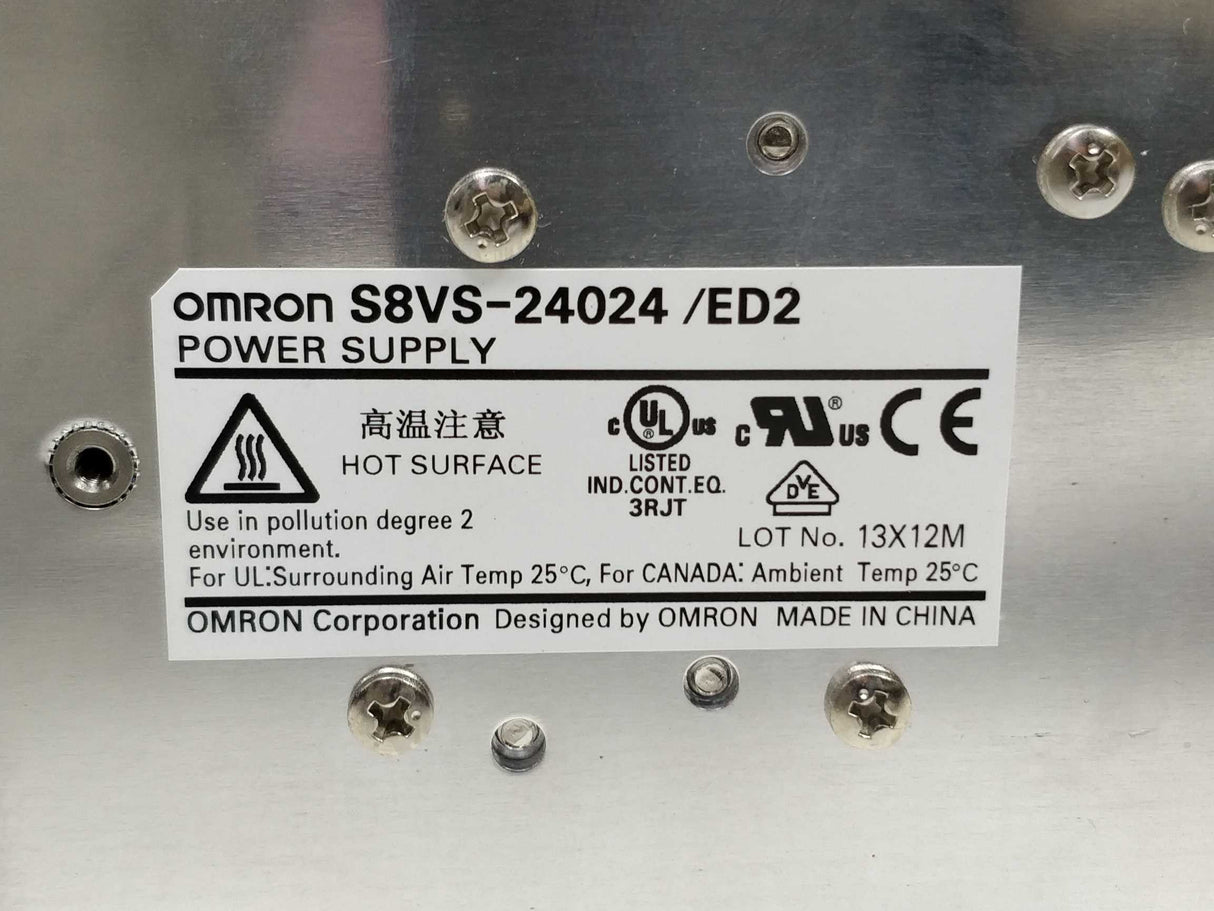 OMRON S8VS-24024 /ED2
POWER SUPPLY
高温注意
HOT SURFACE
Use in pollution degree 2
environment.
c UL ® us
LISTED
IND.CONT.EQ.
3RJT
c RU ® US
CE
DVE
LOT No. 13X12M
For UL:Surrounding Air Temp 25°C, For CANADA: Ambient Temp 25°C
OMRON Corporation Designed by OMRON MADE IN CHINA